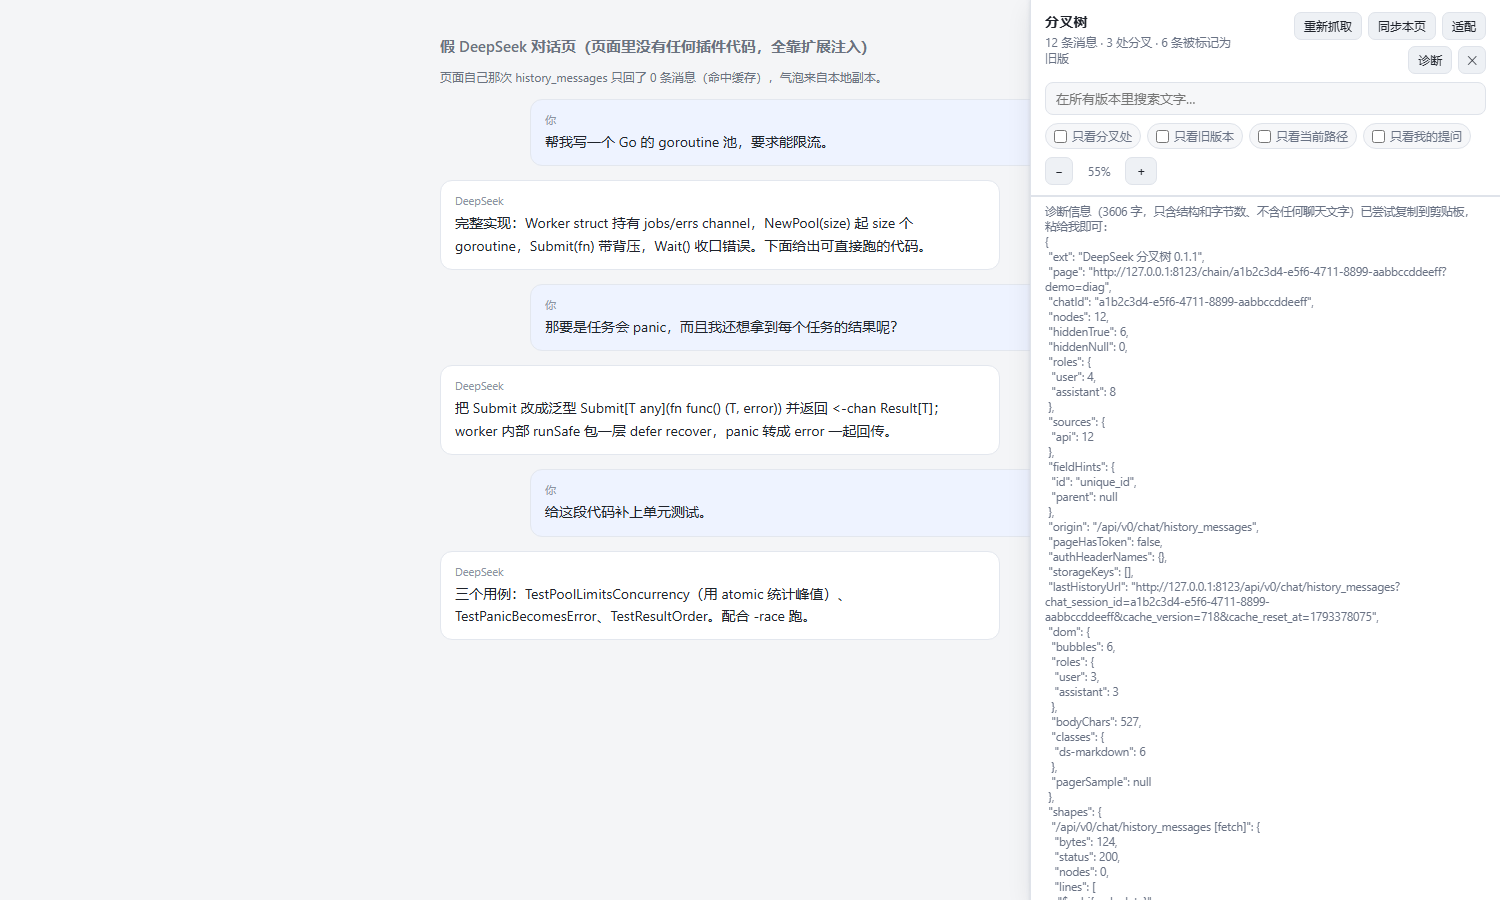 假 DeepSeek 对话页（页面里没有任何插件代码，全靠扩展注入）
页面自己那次 history_messages 只回了 0 条消息（命中缓存），气泡来自本地副本。
你
帮我写一个 Go 的 goroutine 池，要求能限流。
DeepSeek
完整实现：Worker struct 持有 jobs/errs channel，NewPool(size) 起 size 个
goroutine，Submit(fn) 带背压，Wait() 收口错误。下面给出可直接跑的代码。
你
那要是任务会 panic，而且我还想拿到每个任务的结果呢？
DeepSeek
把 Submit 改成泛型 Submit[T any](fn func() (T, error)) 并返回 <-chan Result[T]；
worker 内部 runSafe 包一层 defer recover，panic 转成 error 一起回传。
你
给这段代码补上单元测试。
DeepSeek
三个用例：TestPoolLimitsConcurrency（用 atomic 统计峰值）、
TestPanicBecomesError、TestResultOrder。配合 -race 跑。
分叉树
12 条消息 · 3 处分叉 · 6 条被标记为
旧版
重新抓取 同步本页 适配
诊断 ×
在所有版本里搜索文字...
只看分叉处 只看旧版本 只看当前路径 只看我的提问
− 55% +
诊断信息（3606 字，只含结构和字节数、不含任何聊天文字）已尝试复制到剪贴板，
粘给我即可：
{
"ext": "DeepSeek 分叉树 0.1.1",
"page": "http://127.0.0.1:8123/chain/a1b2c3d4-e5f6-4711-8899-aabbccddeeff?
demo=diag",
"chatId": "a1b2c3d4-e5f6-4711-8899-aabbccddeeff",
"nodes": 12,
"hiddenTrue": 6,
"hiddenNull": 0,
"roles": {
"user": 4,
"assistant": 8
},
"sources": {
"api": 12
},
"fieldHints": {
"id": "unique_id",
"parent": null
},
"origin": "/api/v0/chat/history_messages",
"pageHasToken": false,
"authHeaderNames": {},
"storageKeys": [],
"lastHistoryUrl": "http://127.0.0.1:8123/api/v0/chat/history_messages?
chat_session_id=a1b2c3d4-e5f6-4711-8899-
aabbccddeeff&cache_version=718&cache_reset_at=1793378075",
"dom": {
"bubbles": 6,
"roles": {
"user": 3,
"assistant": 3
},
"bodyChars": 527,
"classes": {
"ds-markdown": 6
},
"pagerSample": null
},
"shapes": {
"/api/v0/chat/history_messages [fetch]": {
"bytes": 124,
"status": 200,
"nodes": 0,
"lines": [